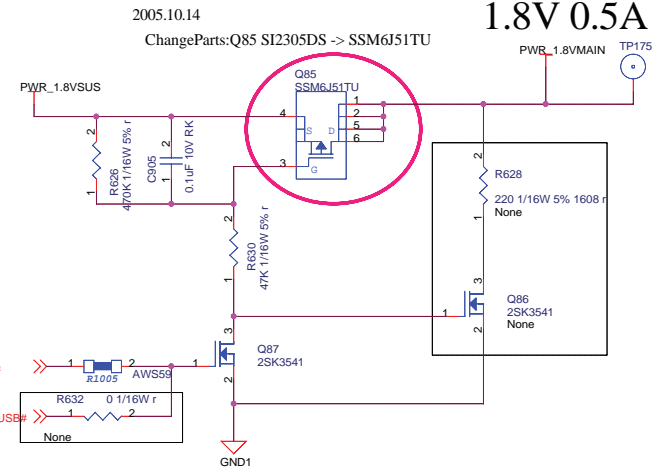 2005.10.14
1.8V 0.5A
ChangeParts:Q85 SI2305DS -> SSM6J51TU
PWR_1.8VMAIN
TP175
Q85
SSM6J51TU
PWR_1.8VSUS
4
1
2
5
6
S
D
G
3
2
R626
470K 1/16W 5% r
1
2
C905
0.1uF 10V RK
1
2
R630
47K 1/16W 5% r
1
2
R628
220 1/16W 5% 1608 r
None
1
3
Q86
2SK3541
None
1
2
3
Q87
2SK3541
1
2
1
2
R1005
AWS59
R632
0 1/16W r
USB#
1
2
None
GND1